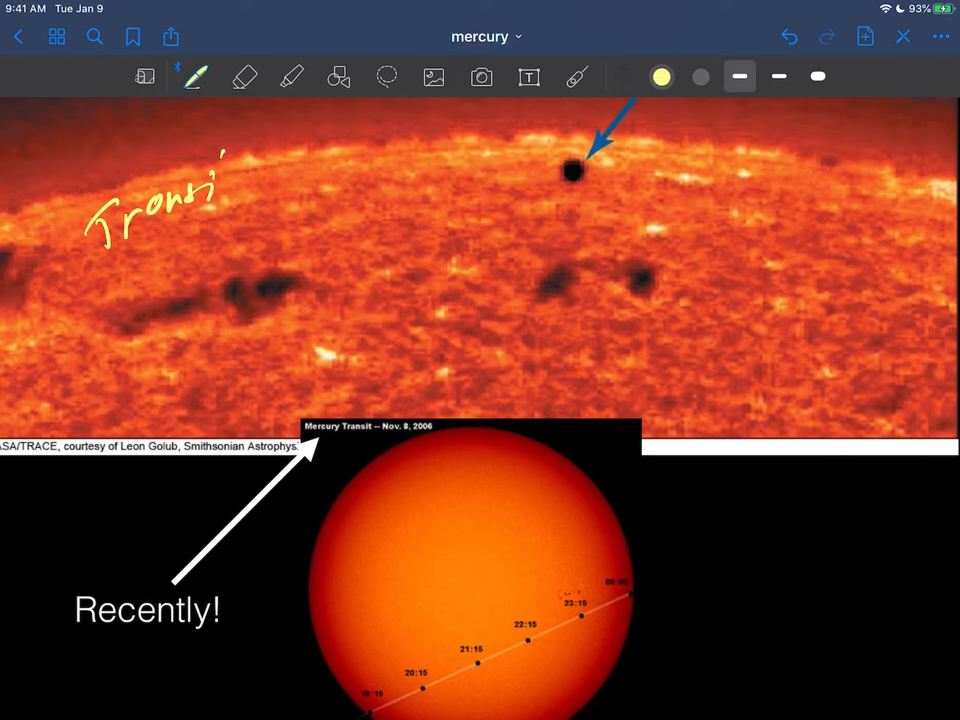 9:41 AM Tue Jan 9
93%
mercury
T
Transi
Mercury Transit -- Nov. 8, 2006
ASA/TRACE, courtesy of Leon Golub, Smithsonian Astrophys
Recently!
00:00
23:15
22:15
21:15
20:15
19:15